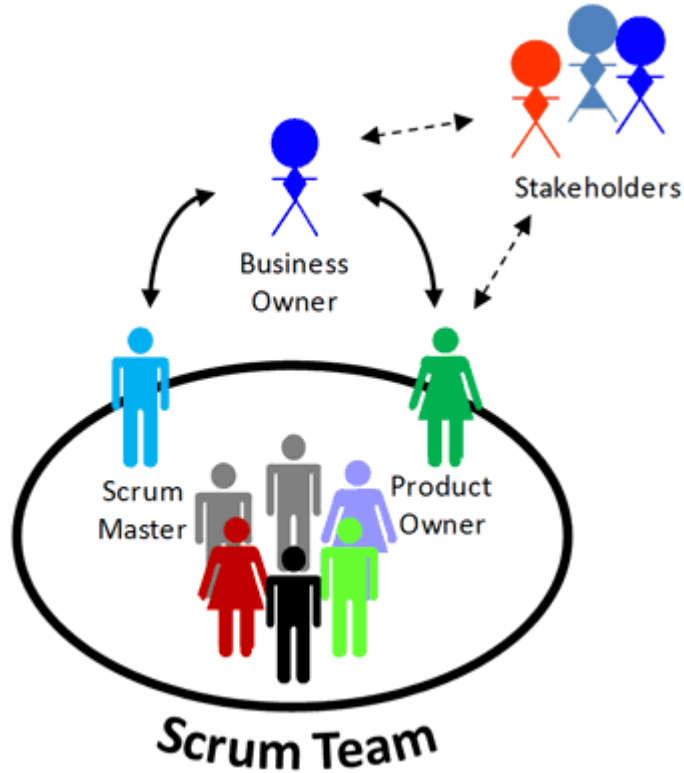 Stakeholders
Business
Owner
Scrum
Master
Product
Owner
Scrum Team